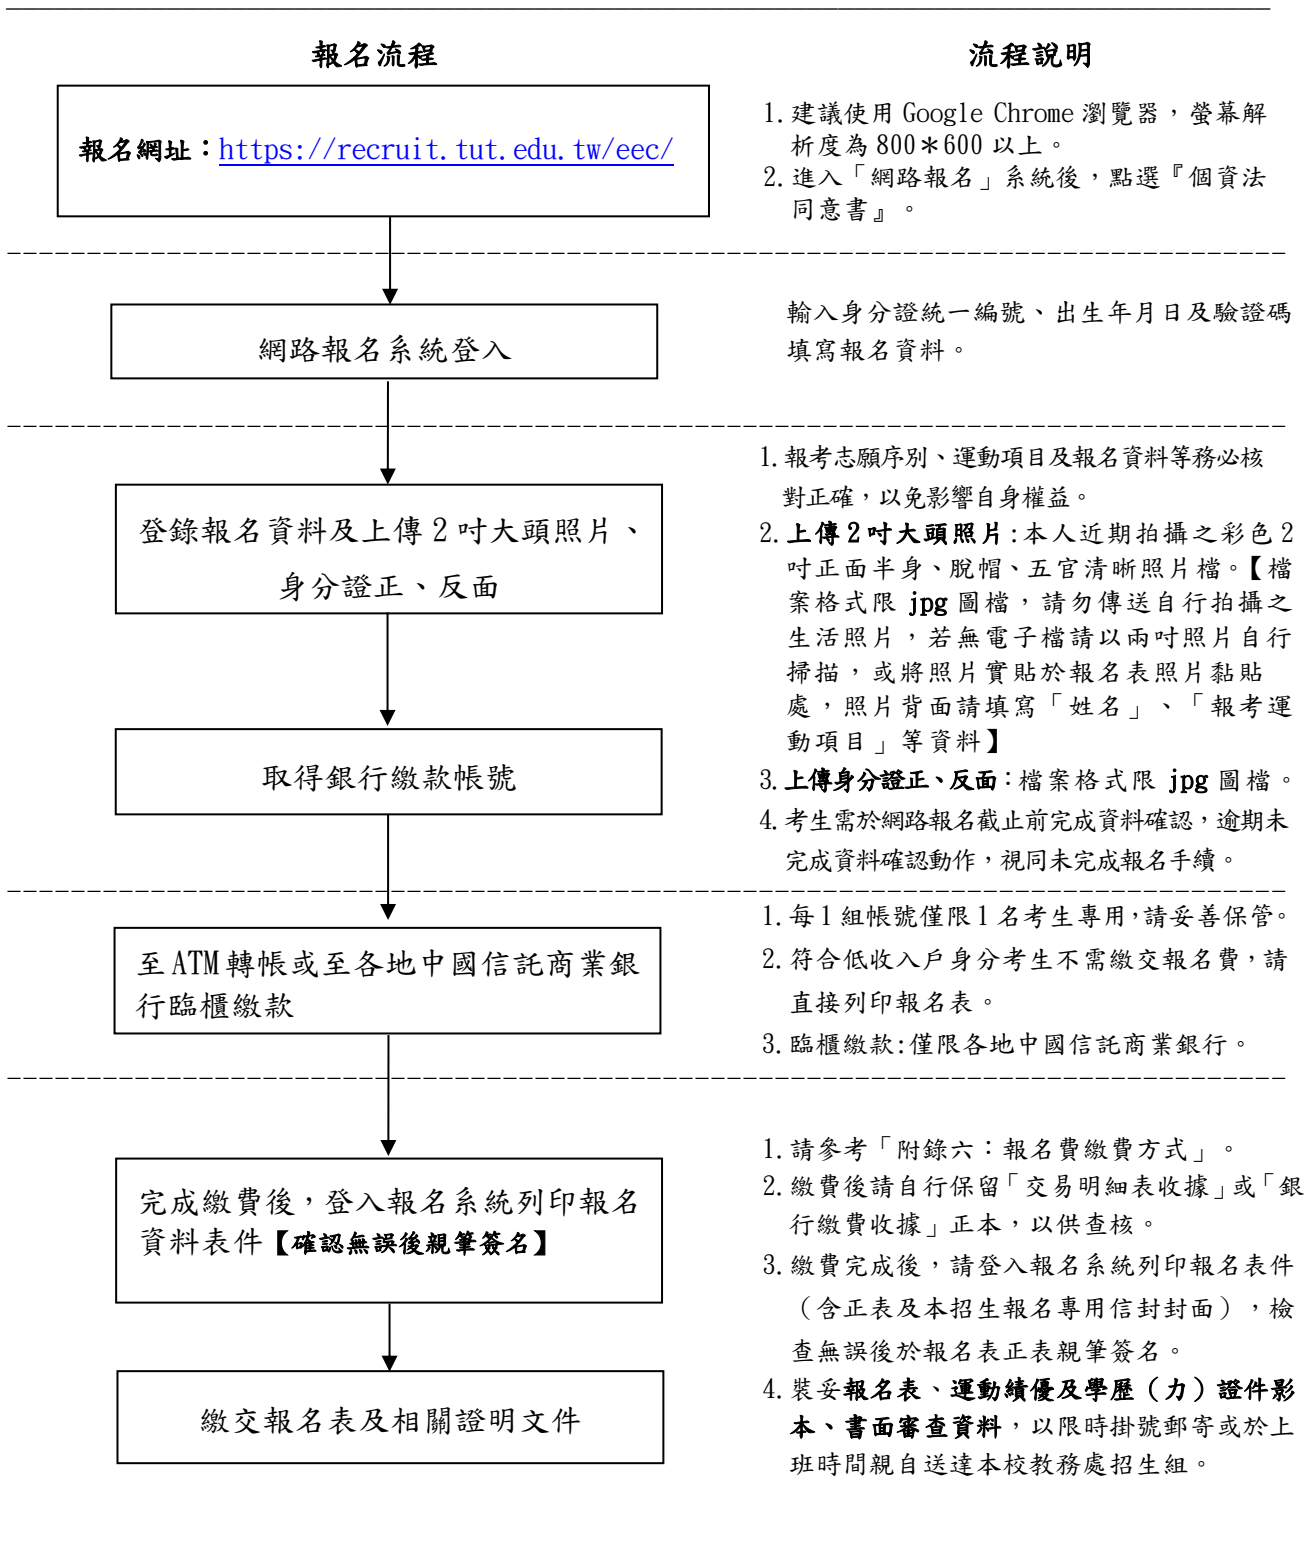 報名流程
流程說明
報名網址：https://recruit.tut.edu.tw/eec/
1.建議使用 Google Chrome 瀏覽器，螢幕解
析度為 800＊600 以上。
2.進入「網路報名」系統後，點選『個資法
同意書』。
網路報名系統登入
輸入身分證統一編號、出生年月日及驗證碼
填寫報名資料。
登錄報名資料及上傳 2 吋大頭照片、
身分證正、反面
取得銀行繳款帳號
1.報考志願序別、運動項目及報名資料等務必核
對正確，以免影響自身權益。
2.上傳 2 吋大頭照片:本人近期拍攝之彩色 2
吋正面半身、脫帽、五官清晰照片檔。【檔
案格式限 jpg 圖檔，請勿傳送自行拍攝之
生活照片，若無電子檔請以兩吋照片自行
掃描，或將照片實貼於報名表照片黏貼
處，照片背面請填寫「姓名」、「報考運
動項目」等資料】
3.上傳身分證正、反面:檔案格式限 jpg 圖檔。
4.考生需於網路報名截止前完成資料確認，逾期未
完成資料確認動作，視同未完成報名手續。
至 ATM 轉帳或至各地中國信託商業銀
行臨櫃繳款
1.每 1 組帳號僅限 1 名考生專用，請妥善保管。
2.符合低收入戶身分考生不需繳交報名費，請
直接列印報名表。
3.臨櫃繳款:僅限各地中國信託商業銀行。
完成繳費後，登入報名系統列印報名
資料表件【確認無誤後親筆簽名】
繳交報名表及相關證明文件
1.請參考「附錄六：報名費繳費方式」。
2.繳費後請自行保留「交易明細表收據」或「銀
行繳費收據」正本，以供查核。
3.繳費完成後，請登入報名系統列印報名表件
（含正表及本招生報名專用信封封面），檢
查無誤後於報名表正表親筆簽名。
4.裝妥報名表、運動績優及學歷（力）證件影
本、書面審查資料，以限時掛號郵寄或於上
班時間親自送達本校教務處招生組。